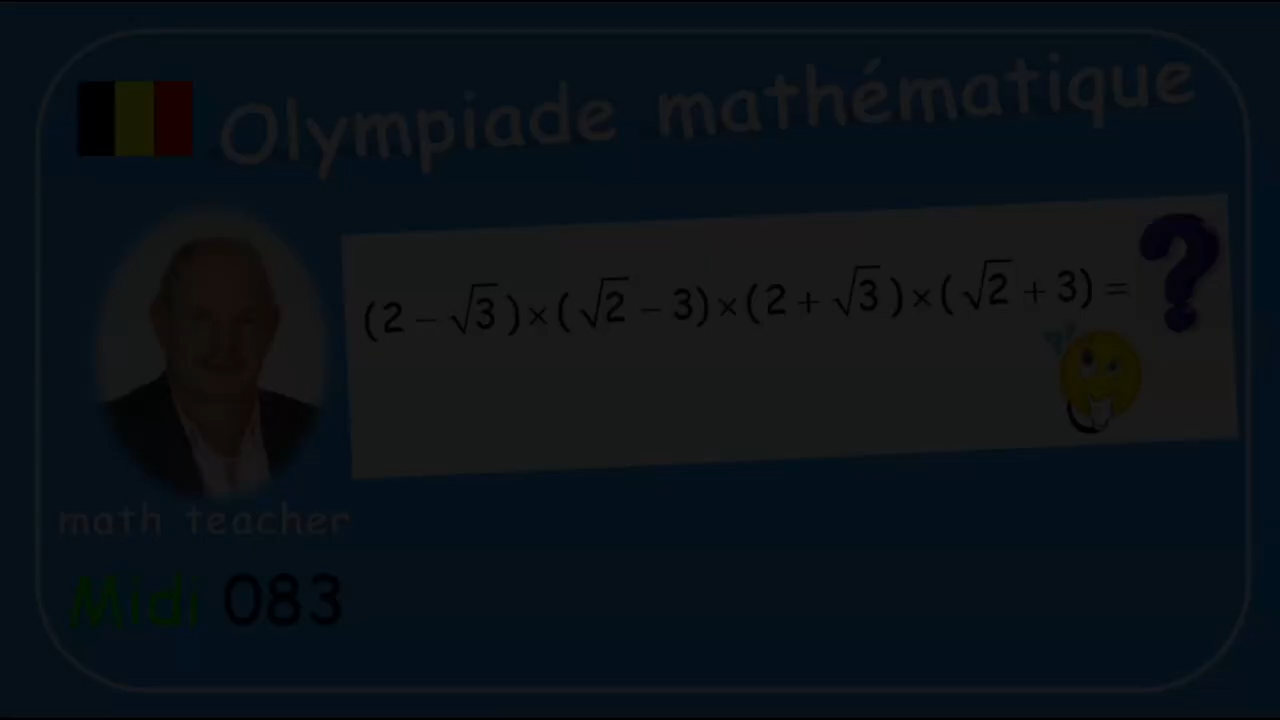 Olympiade mathématique
(2 − √3) × (√2 − 3) × (2 + √3) × (√2 + 3) = ?
math teacher
Midi 083